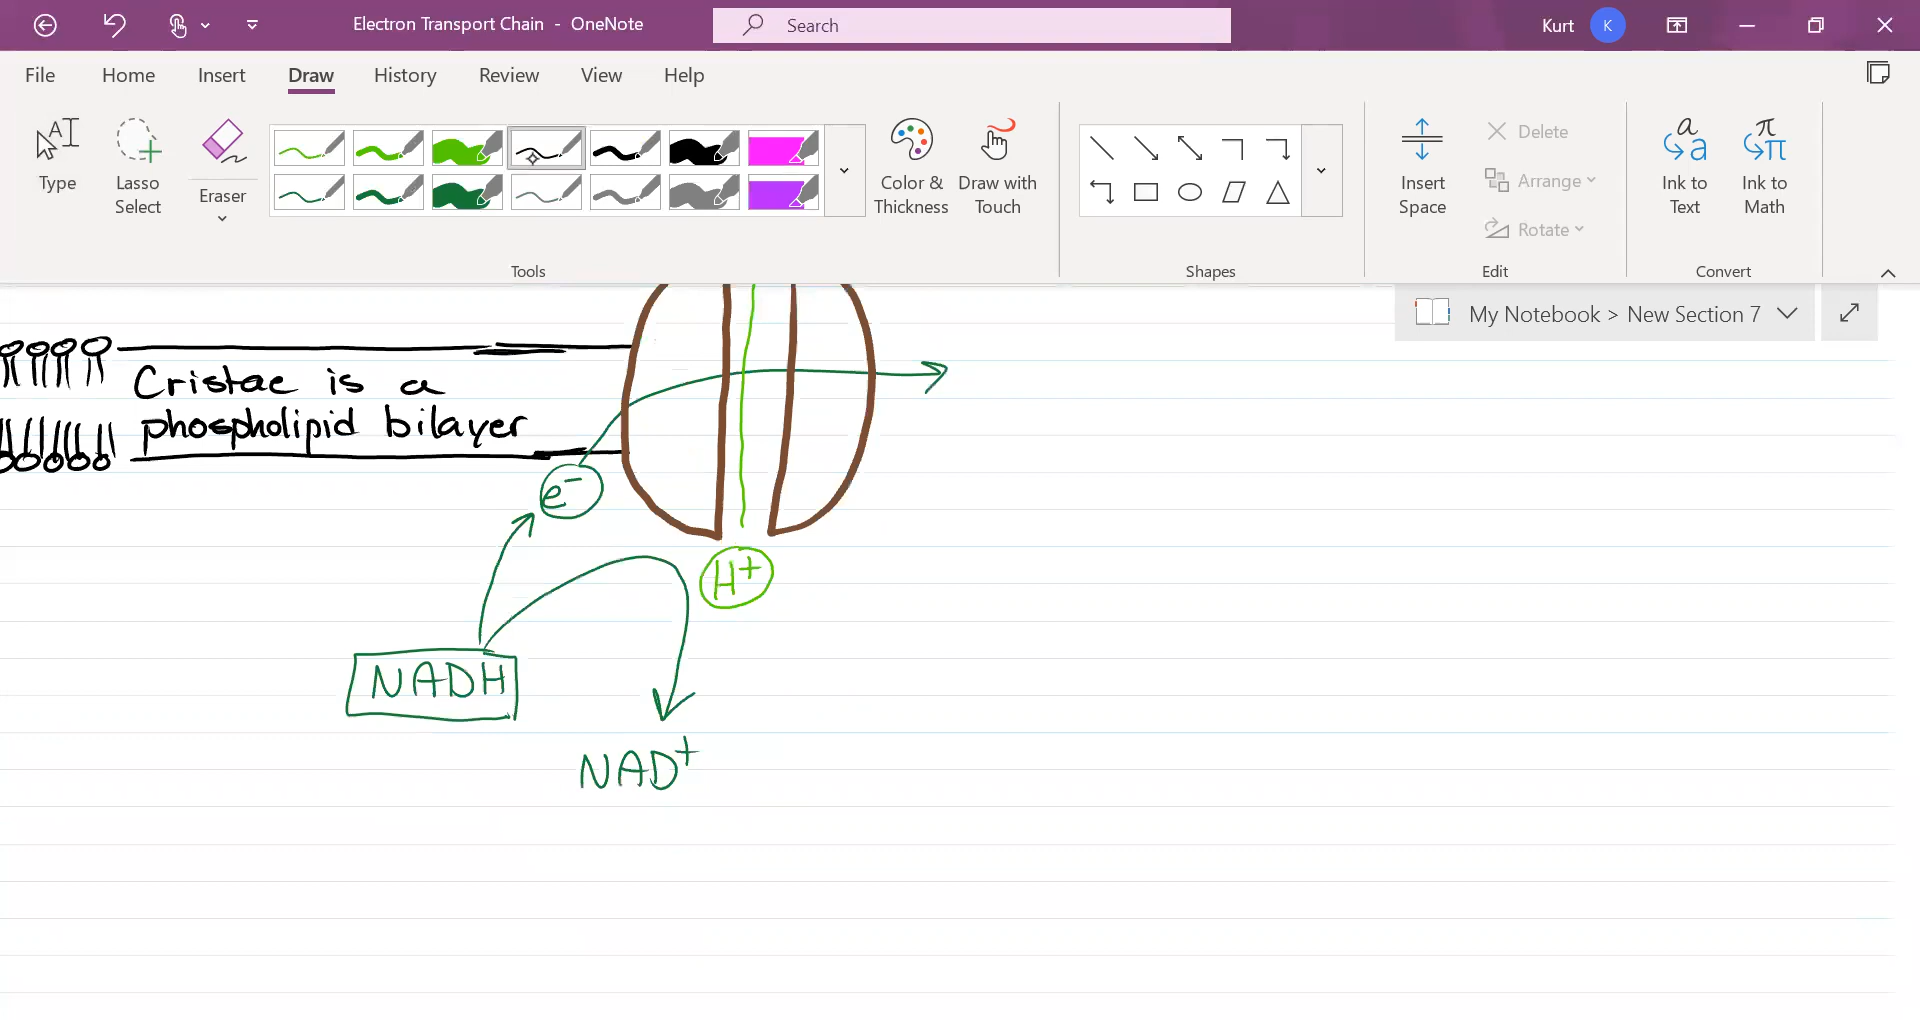 Electron Transport Chain - OneNote
Search
Kurt
K
File Home Insert Draw History Review View Help
Type
Lasso Select
Eraser
Color & Thickness
Draw with Touch
Tools
Shapes
Insert Space
Delete
Arrange
Rotate
Edit
Ink to Text
Ink to Math
Convert
My Notebook > New Section 7
Cristae is a
phospholipid bilayer
e⁻
H⁺
NADH
NAD⁺